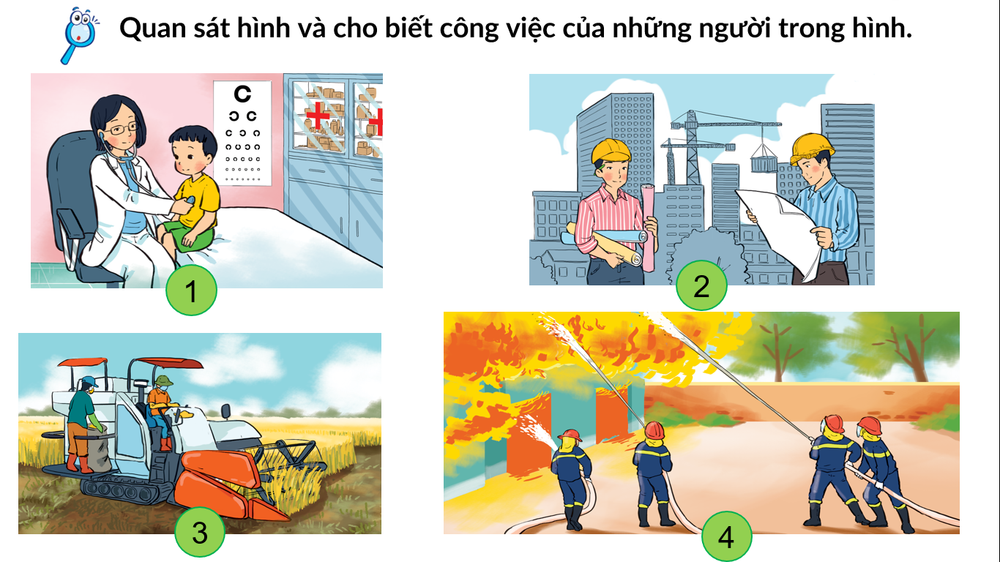 Quan sát hình và cho biết công việc của những người trong hình.
C
1
2
3
4